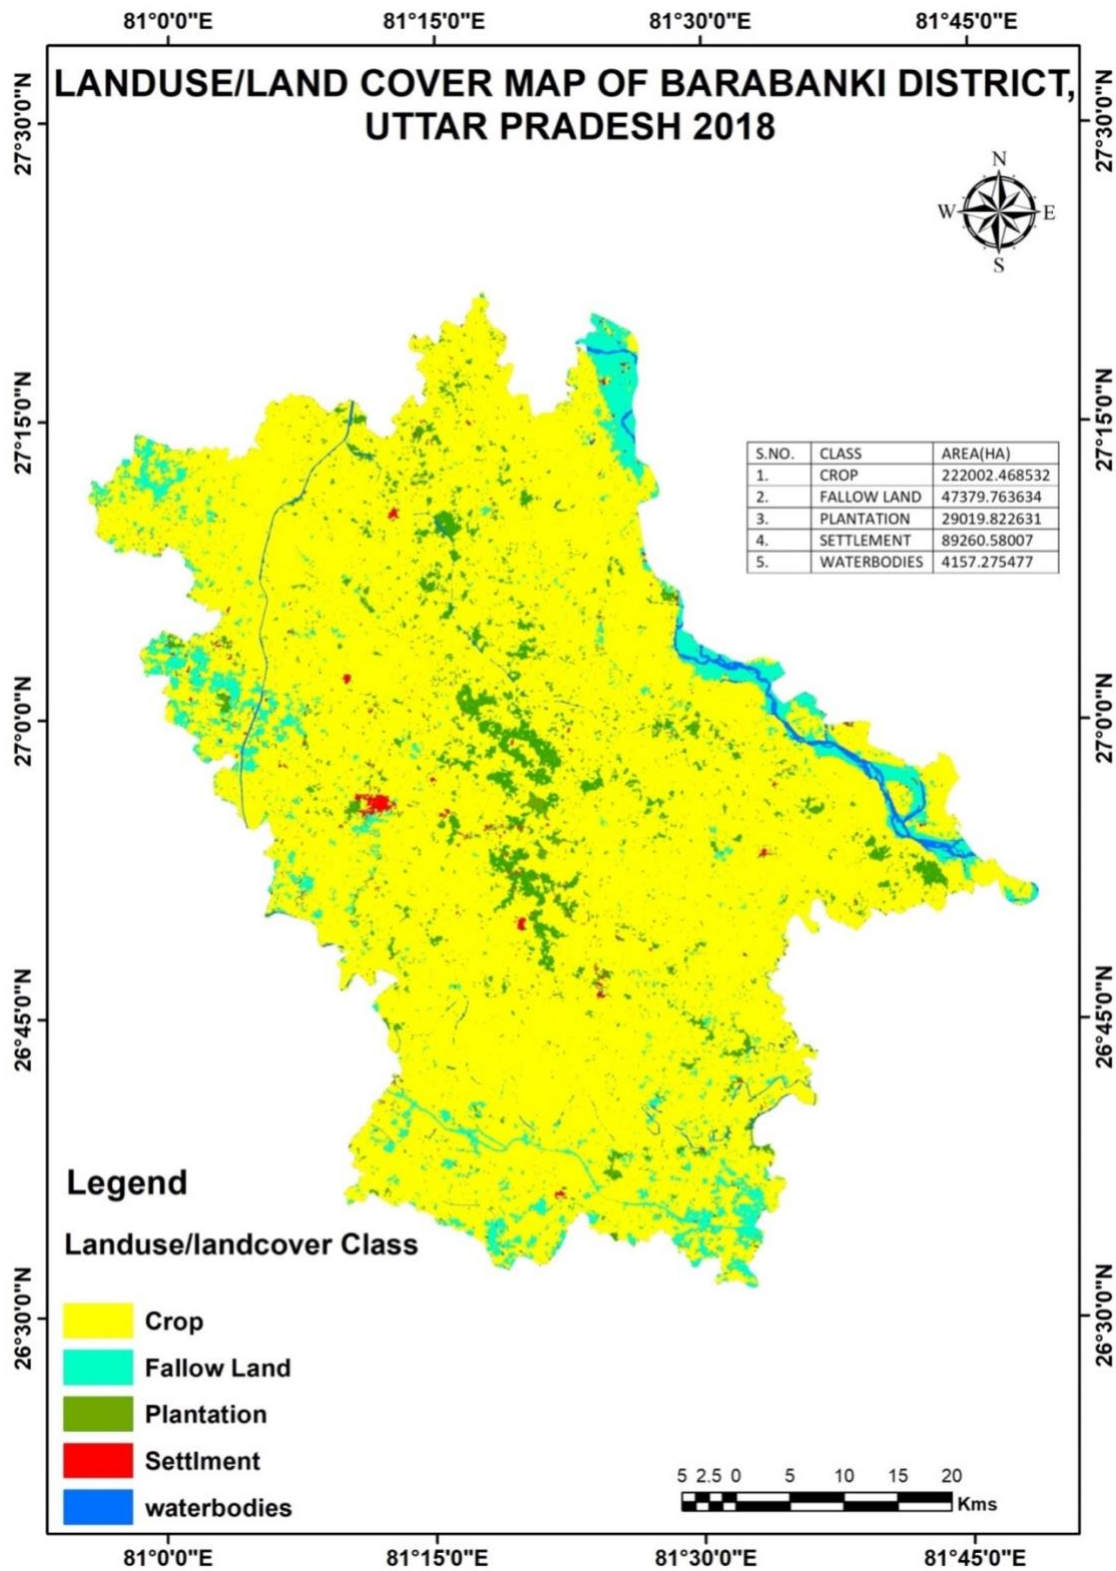 81°0'0"E 81°15'0"E 81°30'0"E 81°45'0"E
LANDUSE/LAND COVER MAP OF BARABANKI DISTRICT,
UTTAR PRADESH 2018
27°30'0"N 27°30'0"N
N
W E
S
27°15'0"N 27°15'0"N
S.NO. CLASS AREA(HA)
1. CROP 222002.468532
2. FALLOW LAND 47379.763634
3. PLANTATION 29019.822631
4. SETTLEMENT 89260.58007
5. WATERBODIES 4157.275477
27°0'0"N 27°0'0"N
26°45'0"N 26°45'0"N
Legend
Landuse/landcover Class
26°30'0"N 26°30'0"N
Crop
Fallow Land
Plantation
Settlment
waterbodies
5 2.5 0 5 10 15 20
Kms
81°0'0"E 81°15'0"E 81°30'0"E 81°45'0"E